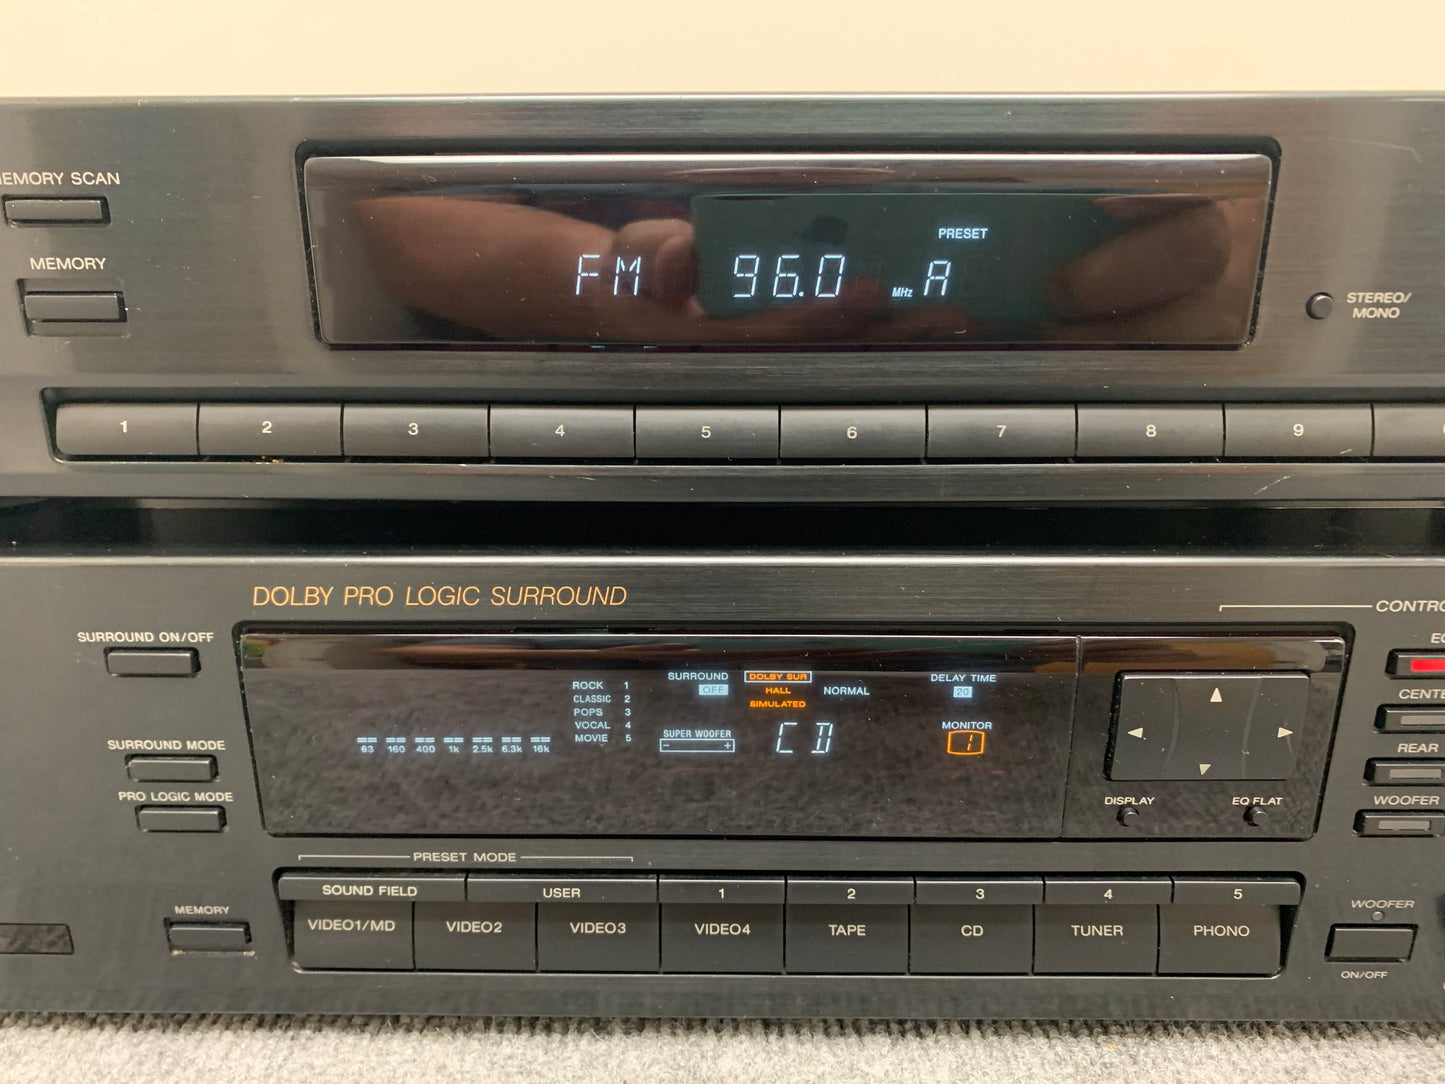 MEMORY SCAN
MEMORY
PRESET
FM 96.0 MHz A
STEREO/
MONO
1 2 3 4 5 6 7 8 9
DOLBY PRO LOGIC SURROUND
CONTRO
SURROUND ON/OFF
EQ
SURROUND OFF
DOLBY SUR
HALL
SIMULATED
NORMAL
DELAY TIME
20
ROCK 1
CLASSIC 2
POPS 3
VOCAL 4
MOVIE 5
CENTE
SUPER WOOFER
- +
CD
MONITOR
1
63 160 400 1k 2.5k 6.3k 16k
SURROUND MODE
REAR
PRO LOGIC MODE
DISPLAY
EQ FLAT
WOOFER
PRESET MODE
SOUND FIELD USER 1 2 3 4 5
MEMORY
VIDEO1/MD VIDEO2 VIDEO3 VIDEO4 TAPE CD TUNER PHONO
WOOFER
ON/OFF